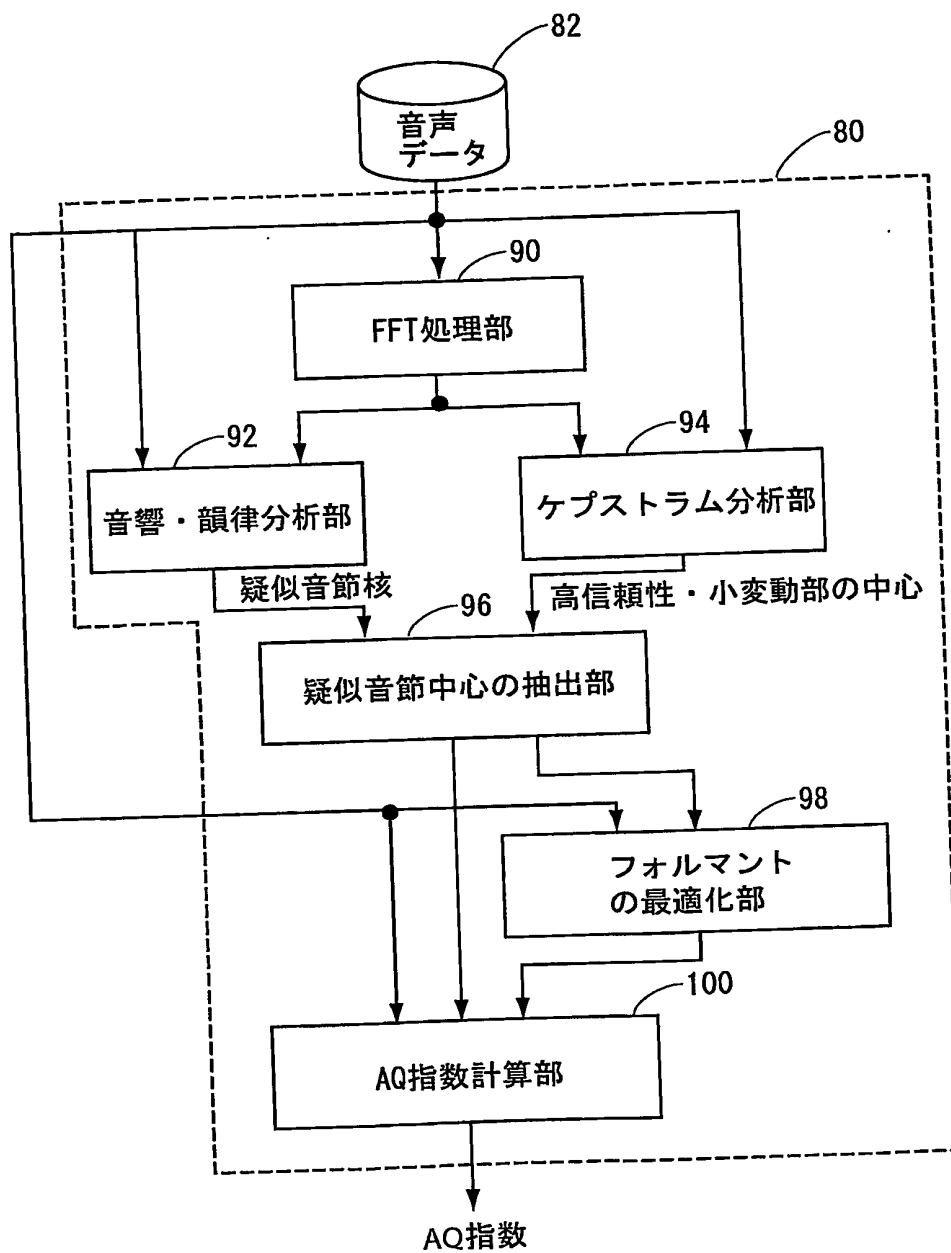 82
音声
データ
80
90
FFT処理部
92
94
音響・韻律分析部
ケプストラム分析部
疑似音節核
高信頼性・小変動部の中心
96
疑似音節中心の抽出部
98
フォルマント
の最適化部
100
AQ指数計算部
AQ指数